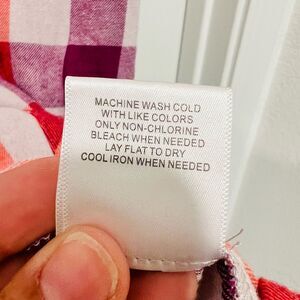 MACHINE WASH COLD
WITH LIKE COLORS
ONLY NON-CHLORINE
BLEACH WHEN NEEDED
LAY FLAT TO DRY
COOL IRON WHEN NEEDED